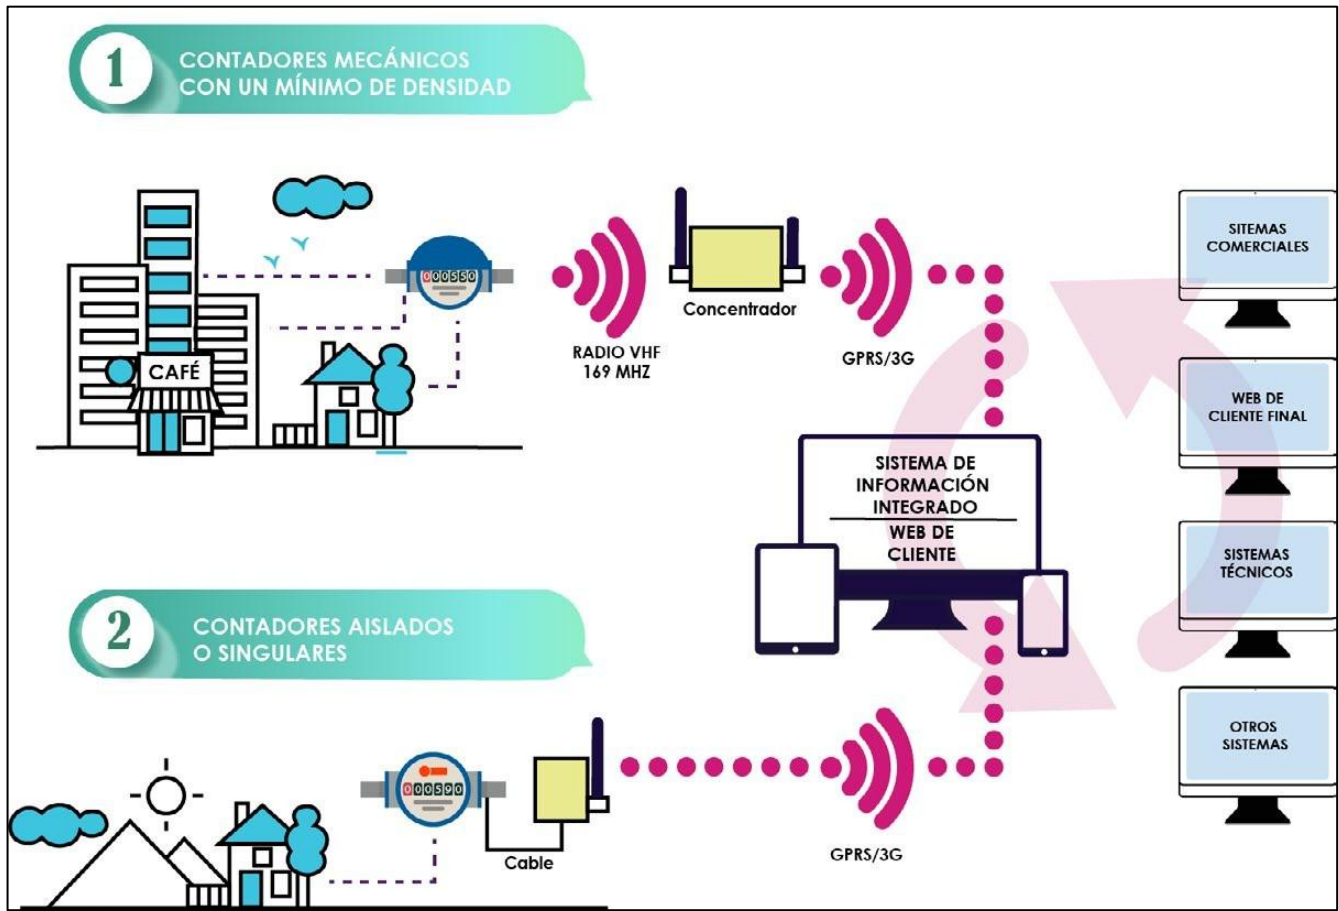 1
CONTADORES MECÁNICOS
CON UN MÍNIMO DE DENSIDAD
CAFÉ
000550
RADIO VHF
169 MHZ
Concentrador
GPRS/3G
SITEMAS
COMERCIALES
WEB DE
CLIENTE FINAL
SISTEMAS
TÉCNICOS
OTROS
SISTEMAS
SISTEMA DE
INFORMACIÓN
INTEGRADO
WEB DE
CLIENTE
2
CONTADORES AISLADOS
O SINGULARES
000590
Cable
GPRS/3G